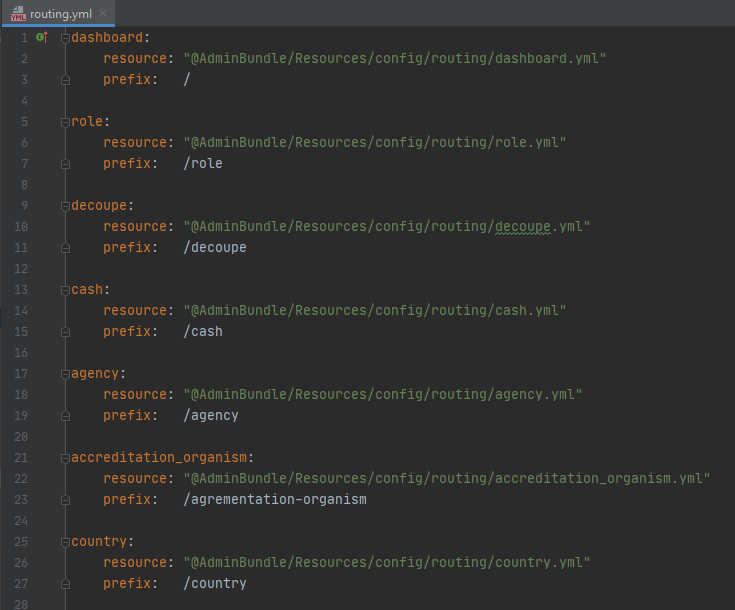 routing.yml
1 dashboard:
2 resource: "@AdminBundle/Resources/config/routing/dashboard.yml"
3 prefix: /
4
5 role:
6 resource: "@AdminBundle/Resources/config/routing/role.yml"
7 prefix: /role
8
9 decoupe:
10 resource: "@AdminBundle/Resources/config/routing/decoupe.yml"
11 prefix: /decoupe
12
13 cash:
14 resource: "@AdminBundle/Resources/config/routing/cash.yml"
15 prefix: /cash
16
17 agency:
18 resource: "@AdminBundle/Resources/config/routing/agency.yml"
19 prefix: /agency
20
21 accreditation_organism:
22 resource: "@AdminBundle/Resources/config/routing/accreditation_organism.yml"
23 prefix: /agrementation-organism
24
25 country:
26 resource: "@AdminBundle/Resources/config/routing/country.yml"
27 prefix: /country
28